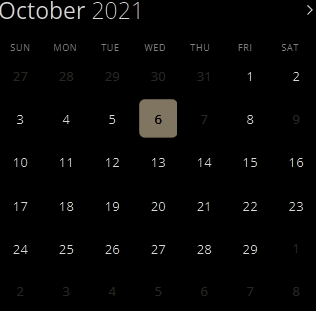 October 2021
SUN MON TUE WED THU FRI SAT
27 28 29 30 31 1 2
3 4 5 6 7 8 9
10 11 12 13 14 15 16
17 18 19 20 21 22 23
24 25 26 27 28 29 1
2 3 4 5 6 7 8